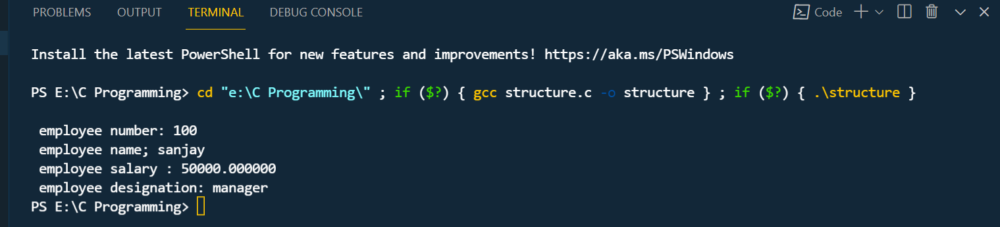 PROBLEMS OUTPUT TERMINAL DEBUG CONSOLE Code
Install the latest PowerShell for new features and improvements! https://aka.ms/PSWindows
PS E:\C Programming> cd "e:\C Programming\" ; if ($?) { gcc structure.c -o structure } ; if ($?) { .\structure }
employee number: 100
employee name; sanjay
employee salary : 50000.000000
employee designation: manager
PS E:\C Programming>